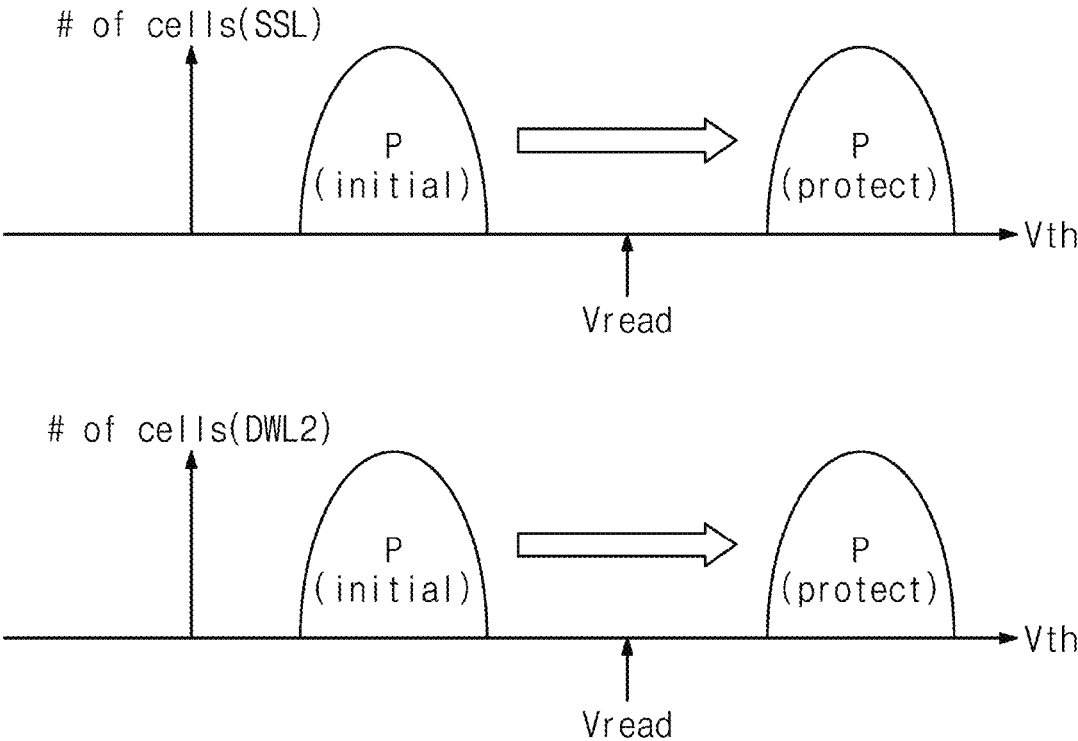 # of cells(SSL)
P
(initial)
P
(protect)
Vth
Vread
# of cells(DWL2)
P
(initial)
P
(protect)
Vth
Vread